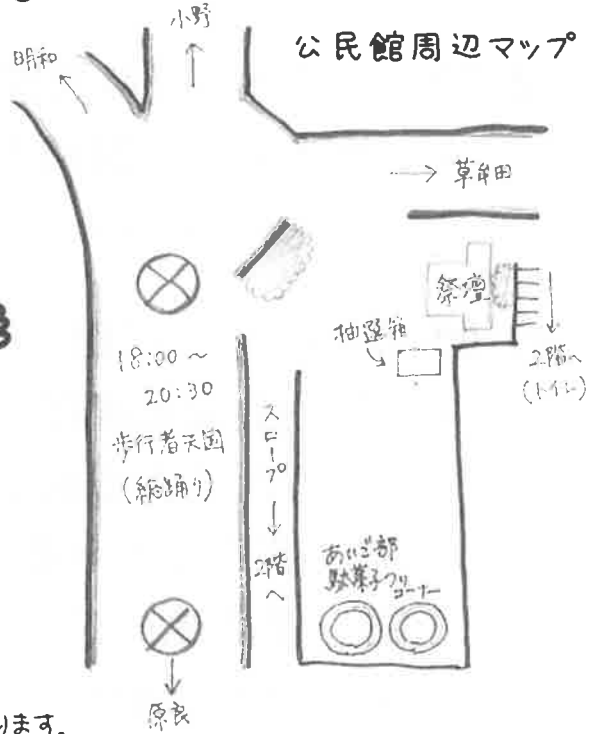 小野
公民館周辺マップ
明和
→ 草牟田
祭壇
抽選箱
2階へ
(トイレ)
18:00～
20:30
歩行者天国
(総踊り)
スロープ → 2階へ
あいご部
駄菓子つり
コーナー
原良
ります。